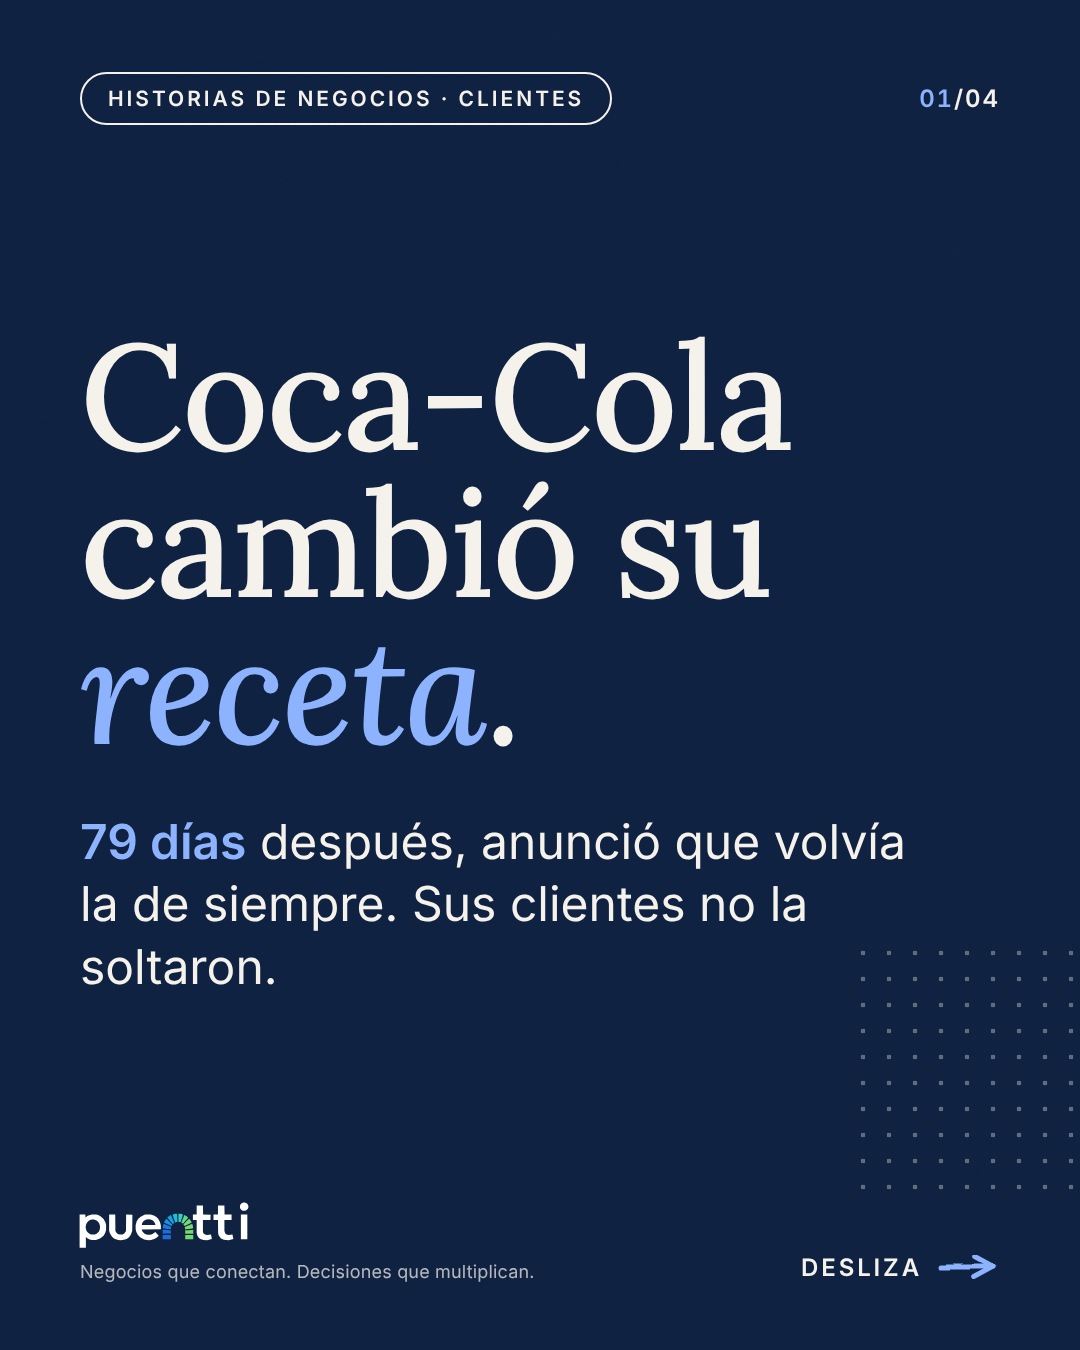 HISTORIAS DE NEGOCIOS · CLIENTES
01/04
Coca-Cola
cambió su
receta.
79 días después, anunció que volvía
la de siempre. Sus clientes no la
soltaron.
puentti
Negocios que conectan. Decisiones que multiplican.
DESLIZA